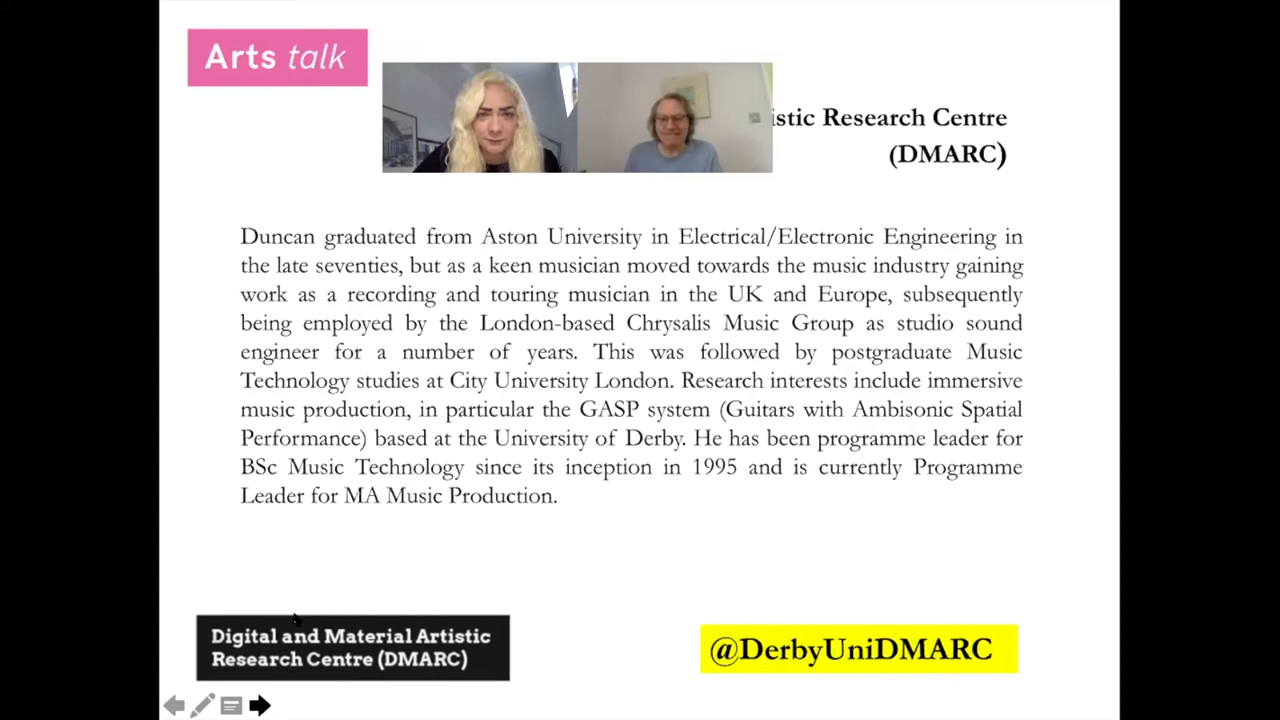 Arts talk
istic Research Centre
(DMARC)
Duncan graduated from Aston University in Electrical/Electronic Engineering in
the late seventies, but as a keen musician moved towards the music industry gaining
work as a recording and touring musician in the UK and Europe, subsequently
being employed by the London-based Chrysalis Music Group as studio sound
engineer for a number of years. This was followed by postgraduate Music
Technology studies at City University London. Research interests include immersive
music production, in particular the GASP system (Guitars with Ambisonic Spatial
Performance) based at the University of Derby. He has been programme leader for
BSc Music Technology since its inception in 1995 and is currently Programme
Leader for MA Music Production.
Digital and Material Artistic
Research Centre (DMARC)
@DerbyUniDMARC